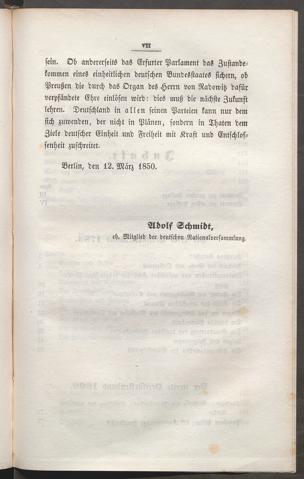 VII
sein. Ob andererseits das Erfurter Parlament das Zustande-
kommen eines einheitlichen deutschen Bundesstaates sichern, ob
Preußen die durch das Organ des Herrn von Radowitz dafür
verpfändete Ehre einlösen wird: dies muß die nächste Zukunft
lehren. Deutschland in allen seinen Parteien kann nur dem
sich zuwenden, der nicht in Plänen, sondern in Thaten dem
Ziele deutscher Einheit und Freiheit mit Kraft und Entschlos-
senheit zuschreitet.
Berlin, den 12. März 1850.
Adolf Schmidt,
eh. Mitglied der deutschen Nationalversammlung.